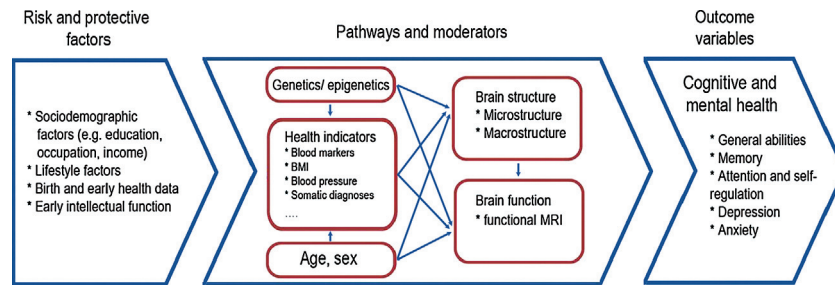 Risk and protective
factors
* Sociodemographic
factors (e.g. education,
occupation, income)
* Lifestyle factors
* Birth and early health data
* Early intellectual function
Pathways and moderators
Genetics/ epigenetics
Health indicators
* Blood markers
* BMI
* Blood pressure
* Somatic diagnoses
....
Age, sex
Brain structure
* Microstructure
* Macrostructure
Brain function
* functional MRI
Outcome
variables
Cognitive and
mental health
* General abilities
* Memory
* Attention and self-
regulation
* Depression
* Anxiety